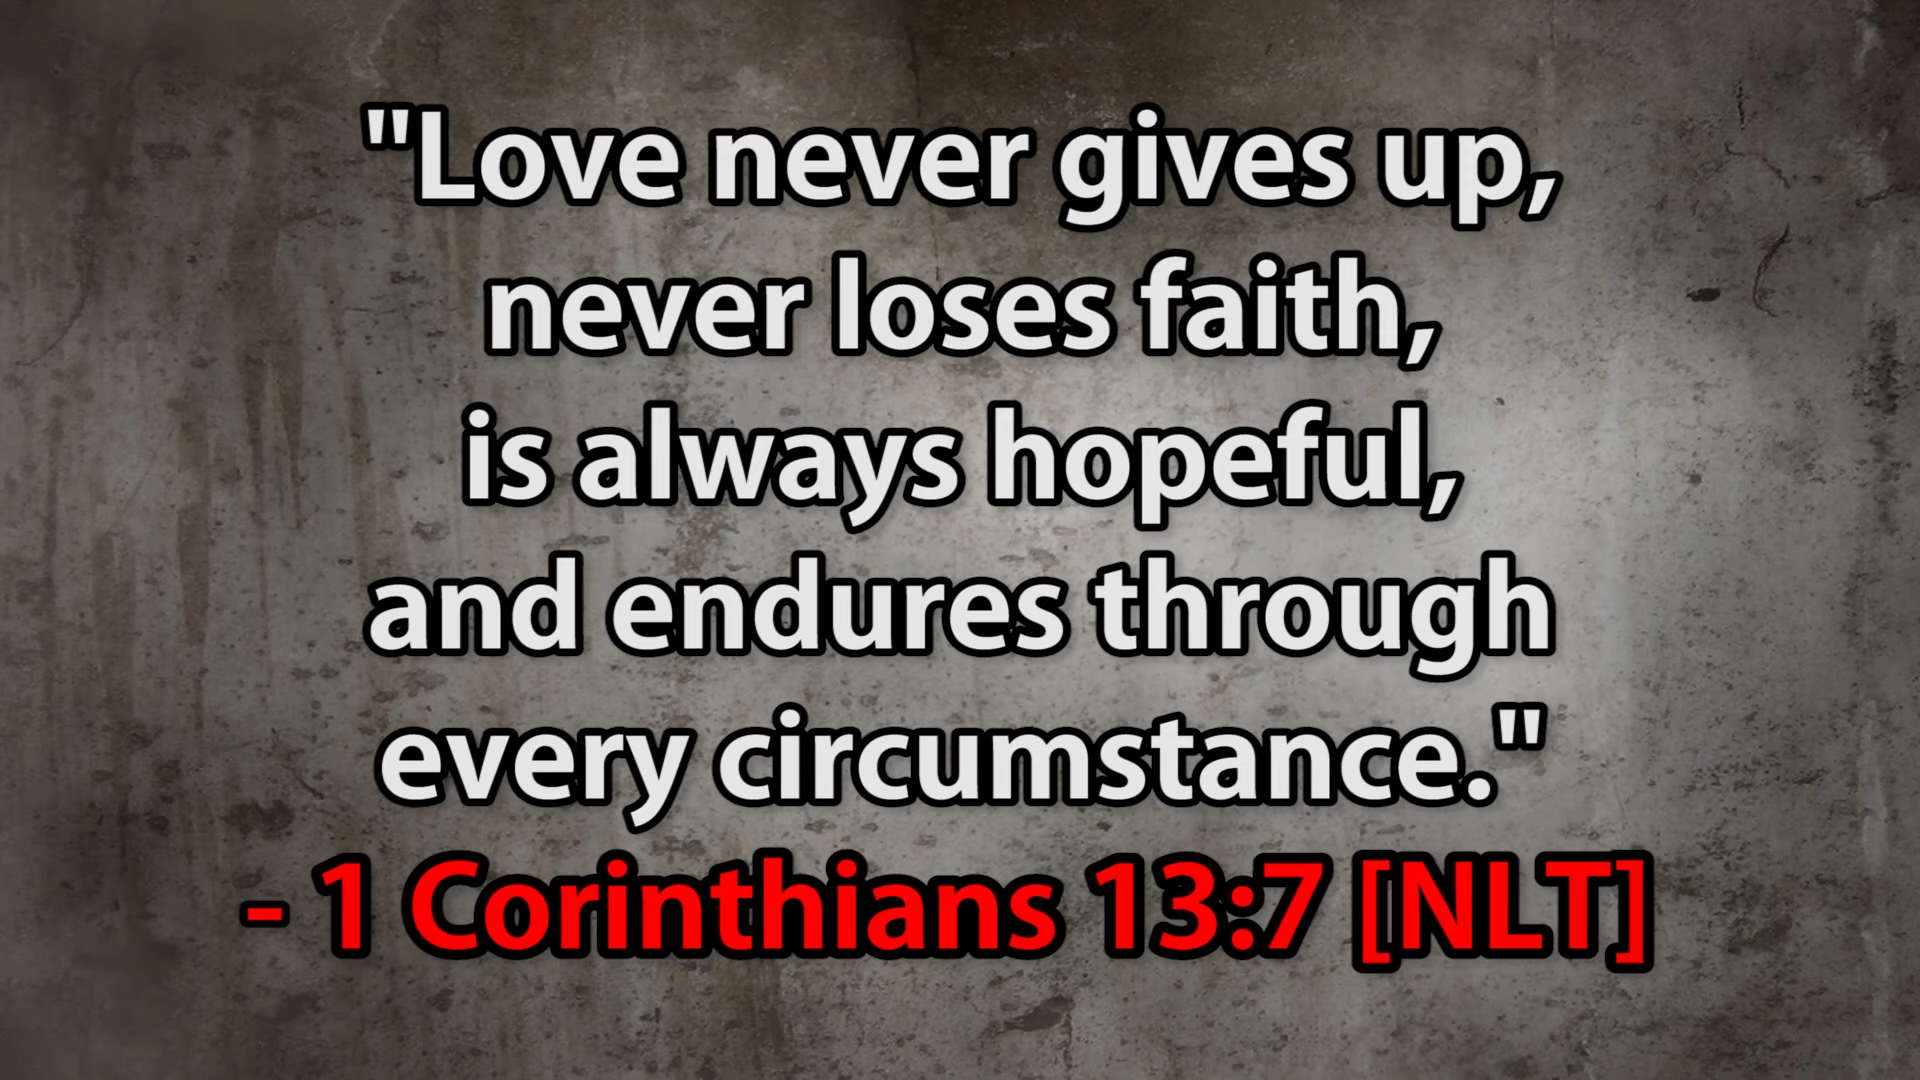 "Love never gives up,
never loses faith,
is always hopeful,
and endures through
every circumstance."
- 1 Corinthians 13:7 [NLT]